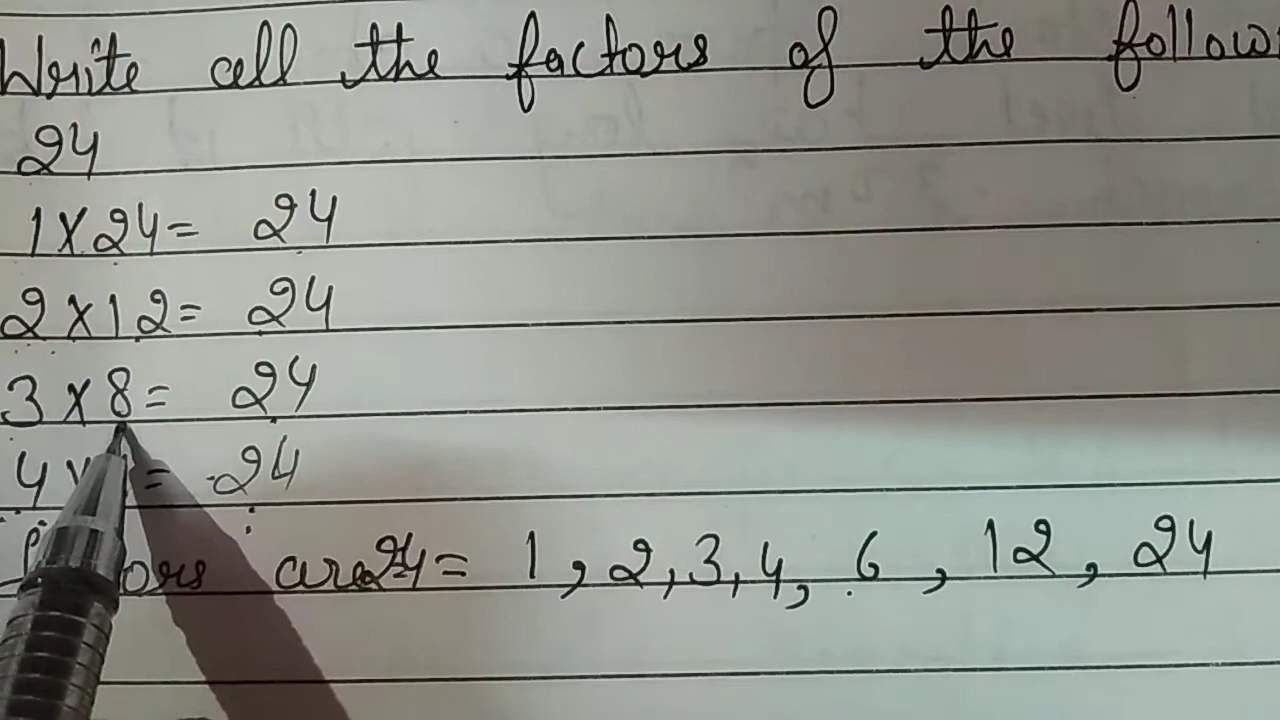 Write all the factors of the follow
24
1 X 24 = 24
2 X 12 = 24
3 X 8 = 24
4 = 24
are 24 = 1 , 2 , 3 , 4 , 6 , 12 , 24